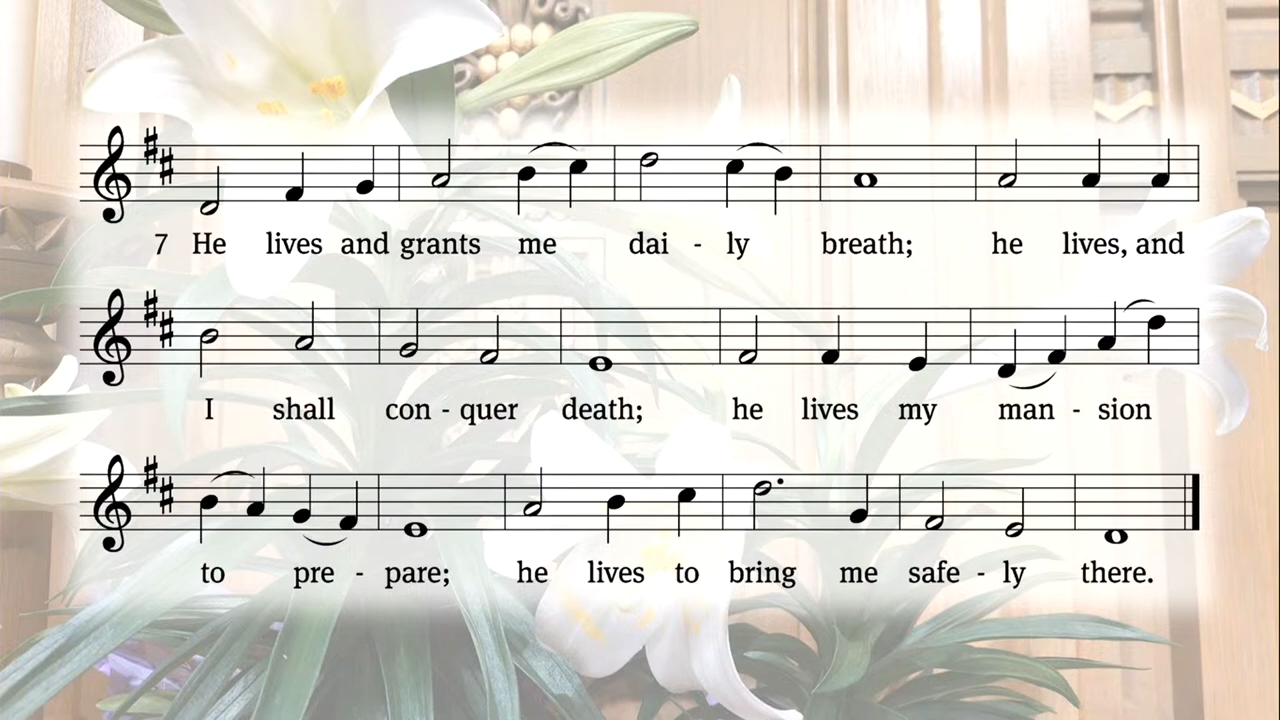 7 He lives and grants me dai - ly breath; he lives, and
I shall con - quer death; he lives my man - sion
to pre - pare; he lives to bring me safe - ly there.